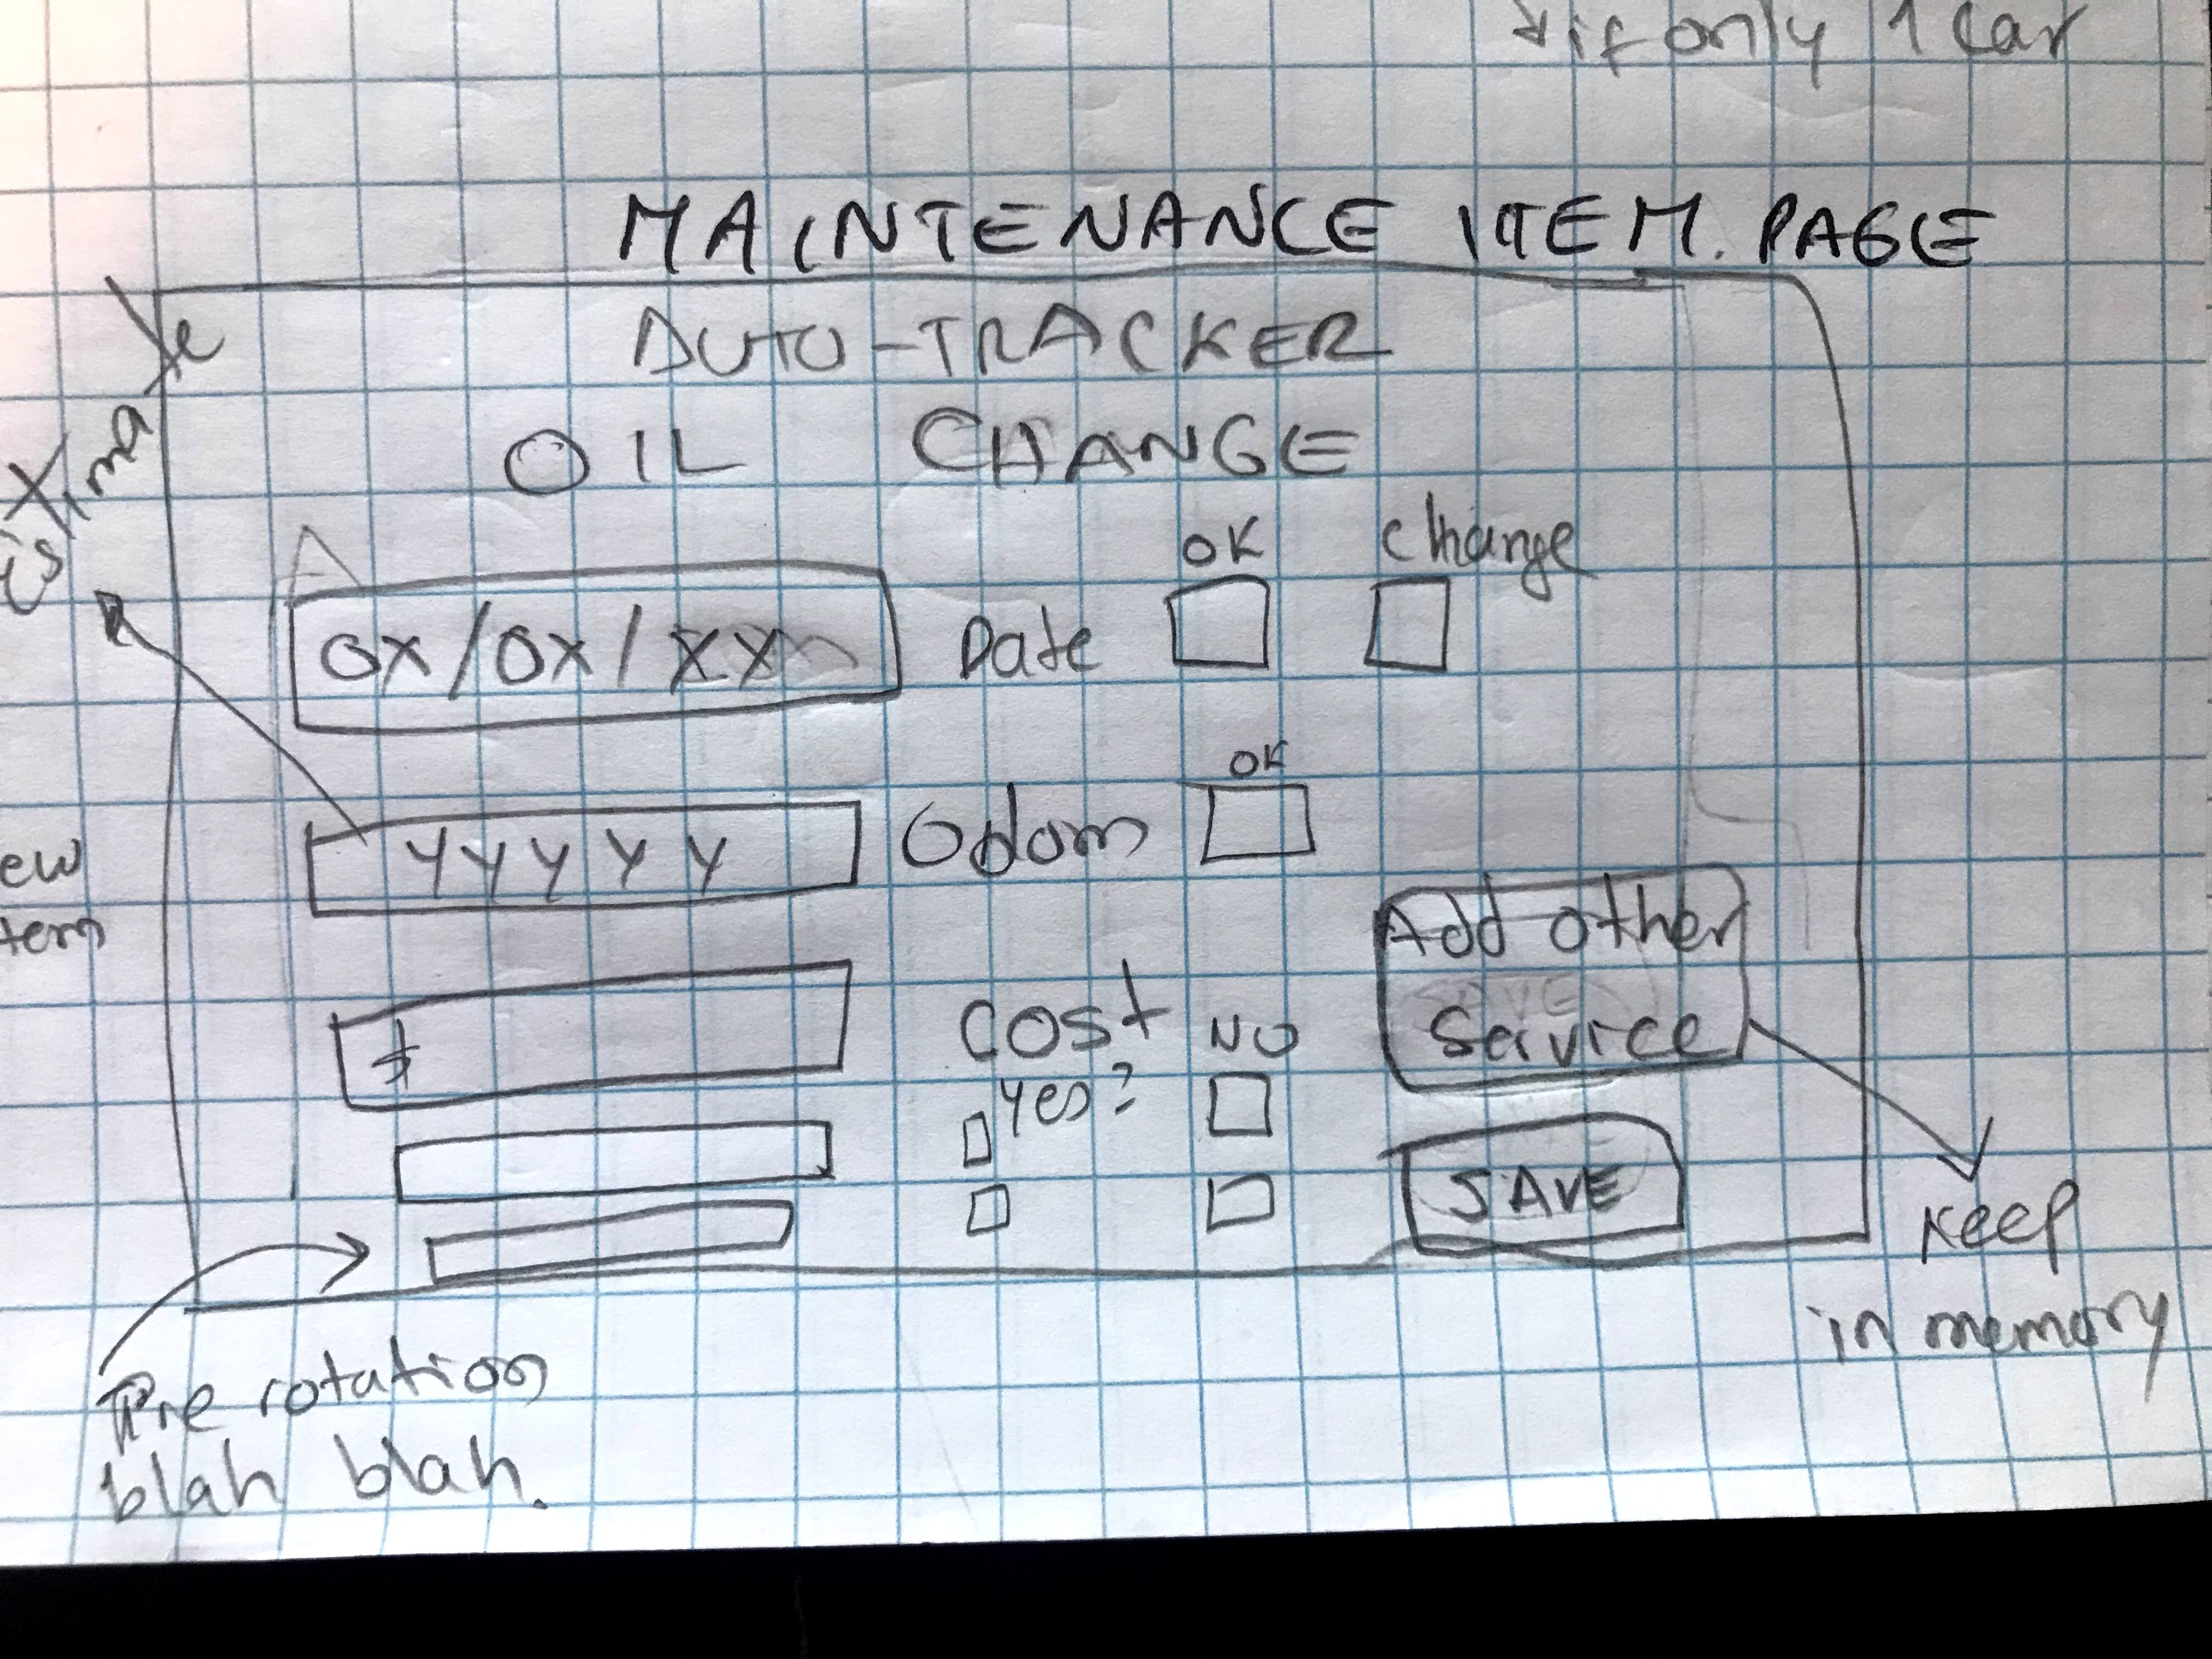 if only 1 car
MAINTENANCE ITEM. PAGE
AUTO-TRACKER
OIL CHANGE
Estimate
OK Change
0X/0X/XX Date
OK
YYYYY Odom
ew
tem
Add other
Service
$ COST NO
Yes?
SAVE
Keep
in memory
Tire rotation
blah blah.